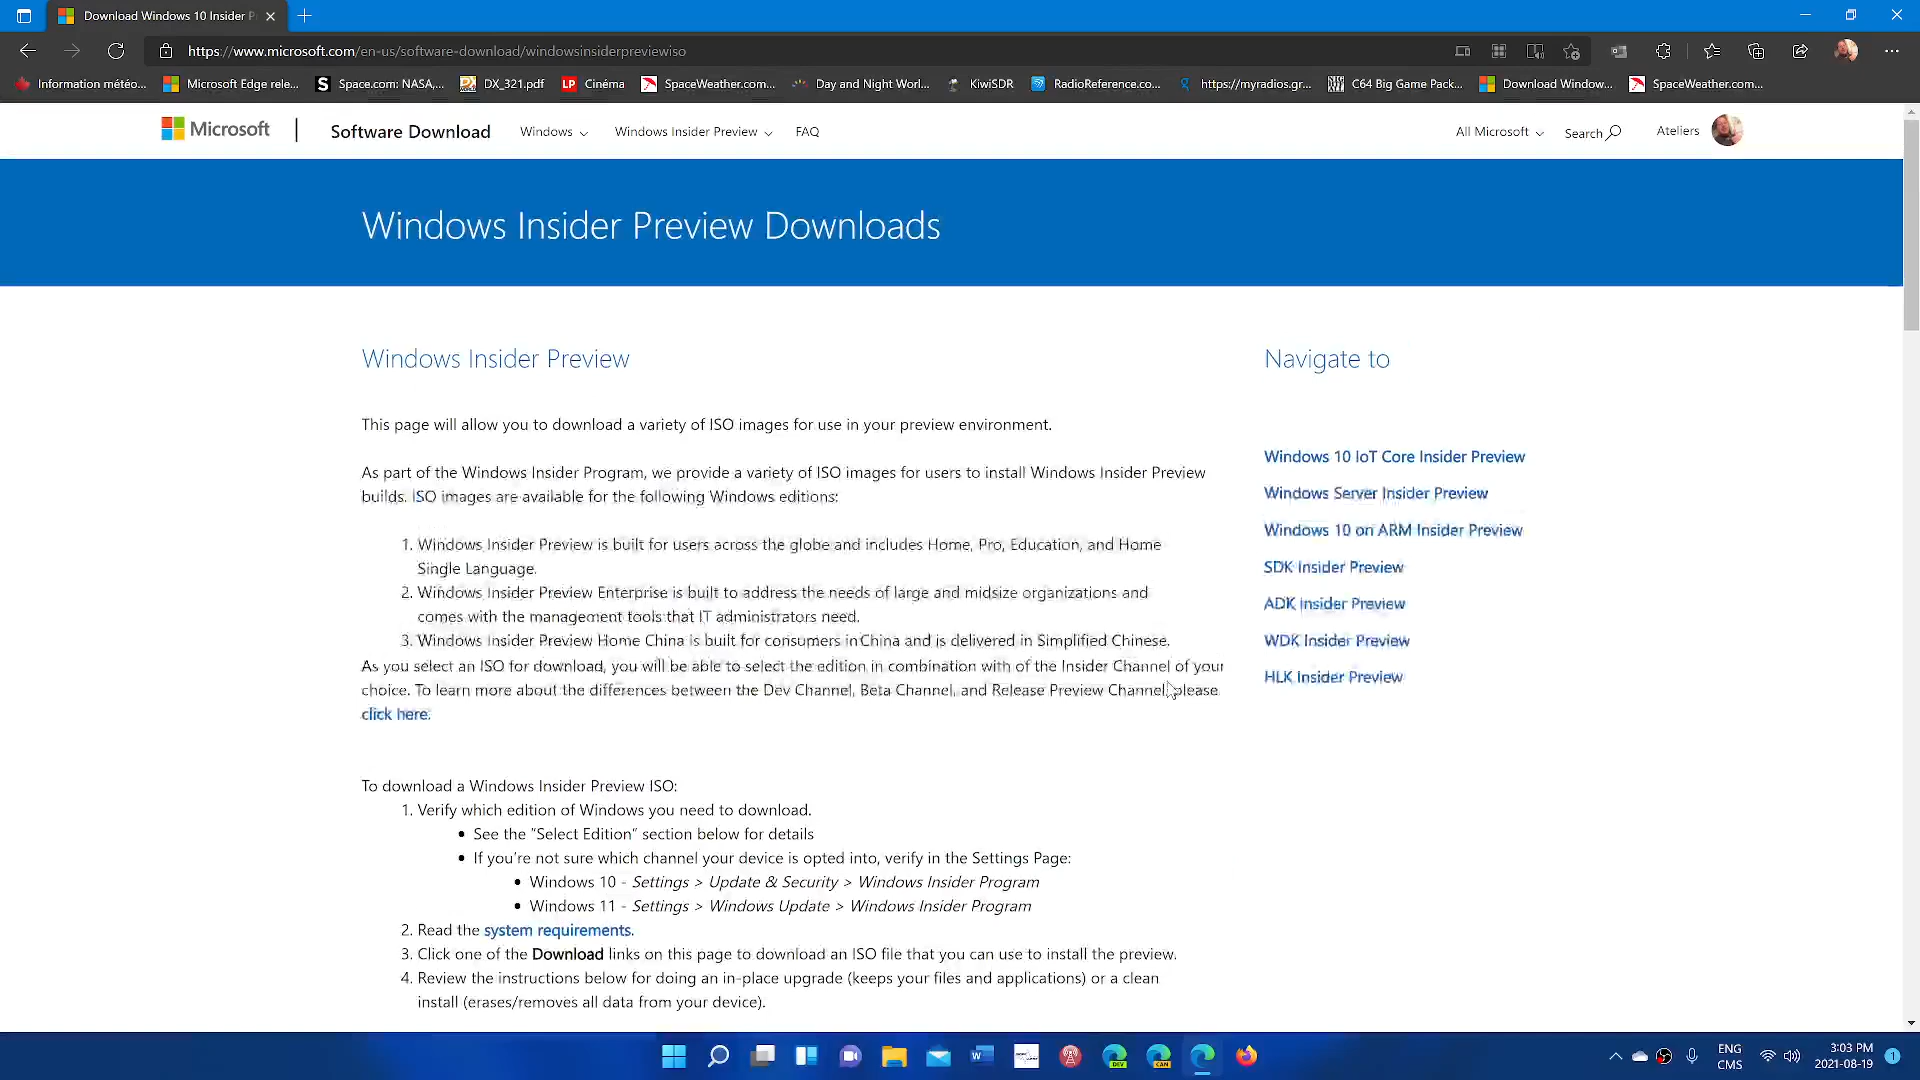 Download Windows 10 Insider P
https://www.microsoft.com/en-us/software-download/windowsinsiderpreviewiso
Information météo... Microsoft Edge rele... Space.com: NASA,... DX_321.pdf LP Cinéma SpaceWeather.com... Day and Night Worl... KiwiSDR RadioReference.co... https://myradios.gr... C64 Big Game Pack... Download Window... SpaceWeather.com...
Microsoft Software Download Windows Windows Insider Preview FAQ All Microsoft Search Ateliers
Windows Insider Preview Downloads
Windows Insider Preview
This page will allow you to download a variety of ISO images for use in your preview environment.
As part of the Windows Insider Program, we provide a variety of ISO images for users to install Windows Insider Preview
builds. ISO images are available for the following Windows editions:
1. Windows Insider Preview is built for users across the globe and includes Home, Pro, Education, and Home
Single Language.
2. Windows Insider Preview Enterprise is built to address the needs of large and midsize organizations and
comes with the management tools that IT administrators need.
3. Windows Insider Preview Home China is built for consumers in China and is delivered in Simplified Chinese.
As you select an ISO for download, you will be able to select the edition in combination with of the Insider Channel of your
choice. To learn more about the differences between the Dev Channel, Beta Channel, and Release Preview Channel, please
click here.
To download a Windows Insider Preview ISO:
1. Verify which edition of Windows you need to download.
• See the "Select Edition" section below for details
• If you're not sure which channel your device is opted into, verify in the Settings Page:
• Windows 10 - Settings > Update & Security > Windows Insider Program
• Windows 11 - Settings > Windows Update > Windows Insider Program
2. Read the system requirements.
3. Click one of the Download links on this page to download an ISO file that you can use to install the preview.
4. Review the instructions below for doing an in-place upgrade (keeps your files and applications) or a clean
install (erases/removes all data from your device).
Navigate to
Windows 10 IoT Core Insider Preview
Windows Server Insider Preview
Windows 10 on ARM Insider Preview
SDK Insider Preview
ADK Insider Preview
WDK Insider Preview
HLK Insider Preview
DEV CAN
ENG
CMS
3:03 PM
2021-08-19
1